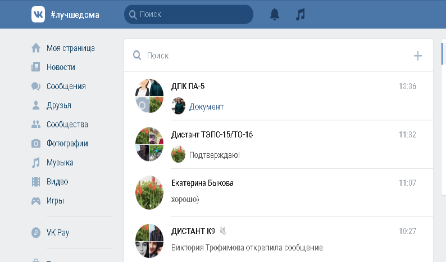 #лучшедома
Поиск
Моя страница
Новости
Сообщения
Друзья
Сообщества
Фотографии
Музыка
Видео
Игры
VK Pay
Поиск
ДПК ПА-5
13:36
Документ
Дистант ТЭПС-15/ТО-16
11:32
Подтверждаю!
Екатерина Быкова
11:07
хорошо)
ДИСТАНТ К9
10:27
Виктория Трофимова открепила сообщение